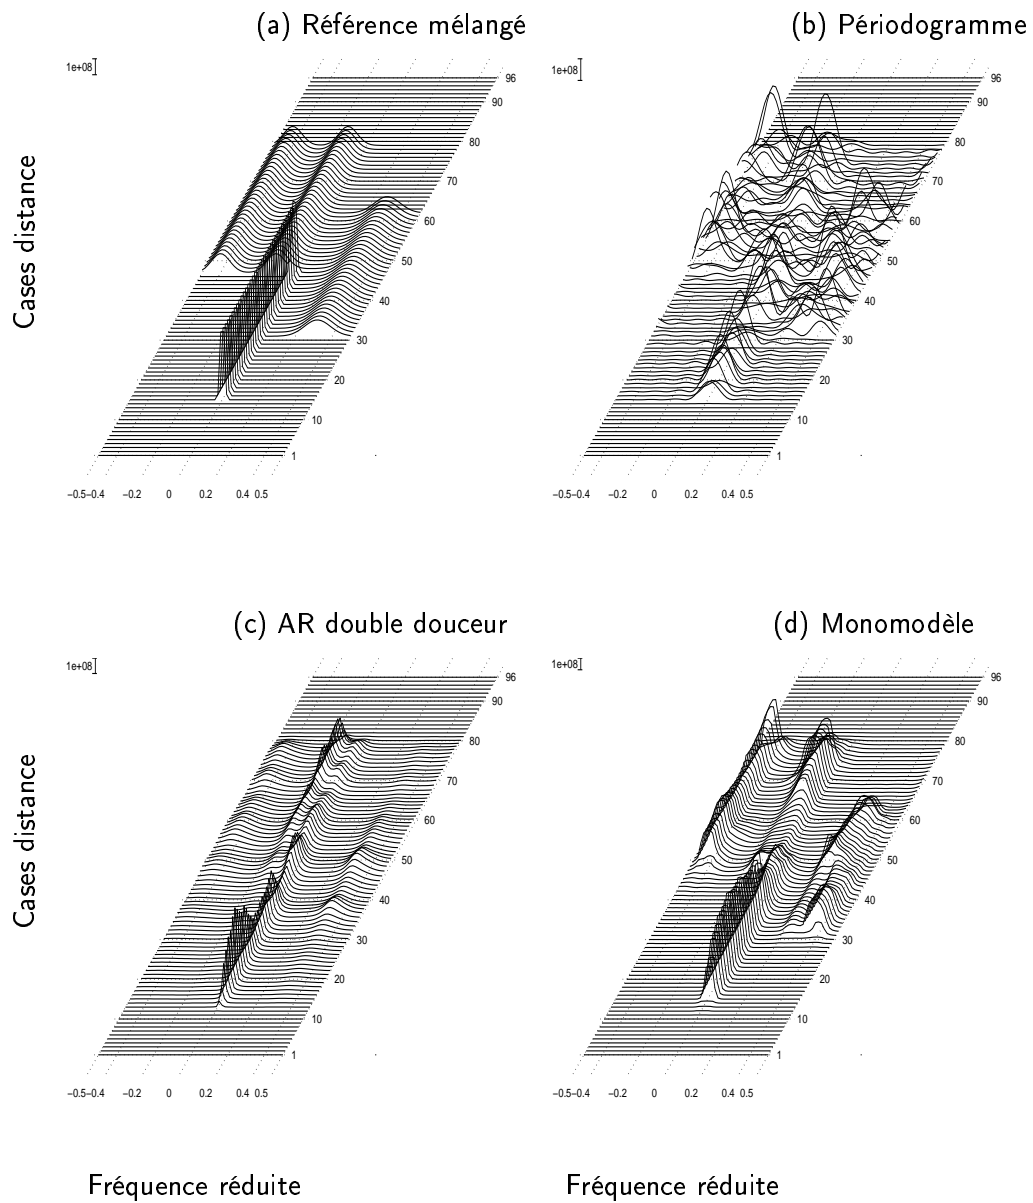 (a) Référence mélangé
(b) Périodogramme
1e+08
1e+08
96
90
80
70
60
50
40
30
20
10
1
96
90
80
70
60
50
40
30
20
10
1
Cases distance
−0.5−0.4 −0.2 0 0.2 0.4 0.5
−0.5−0.4 −0.2 0 0.2 0.4 0.5
(c) AR double douceur
(d) Monomodèle
1e+08
1e+08
96
90
80
70
60
50
40
30
20
10
1
96
90
80
70
60
50
40
30
20
10
1
Cases distance
−0.5−0.4 −0.2 0 0.2 0.4 0.5
−0.5−0.4 −0.2 0 0.2 0.4 0.5
Fréquence réduite
Fréquence réduite